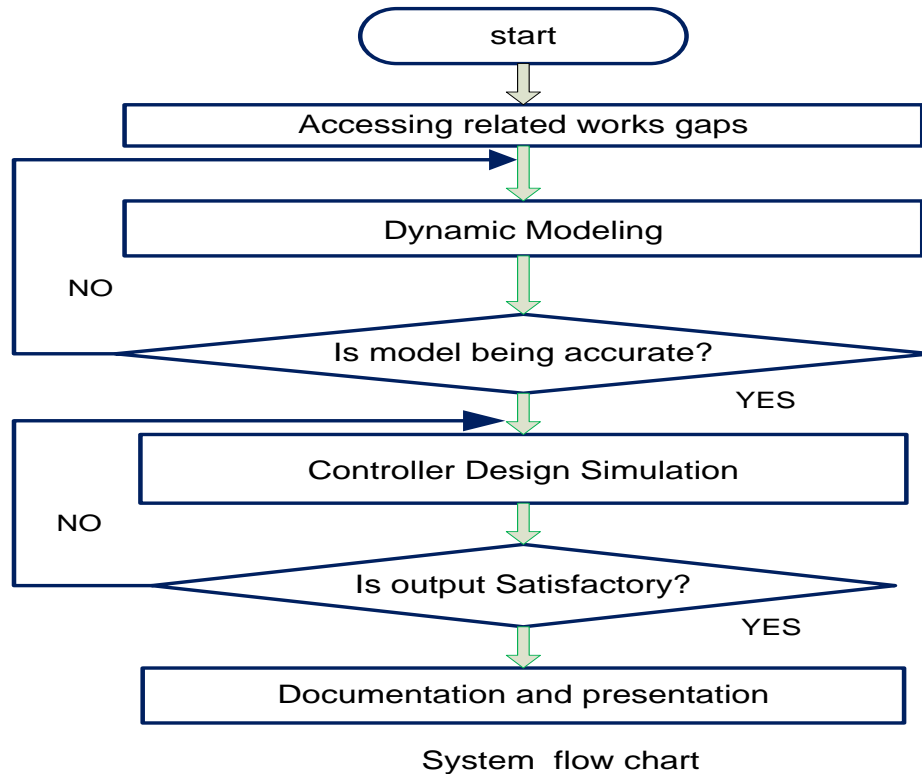 start
Accessing related works gaps
Dynamic Modeling
NO
Is model being accurate?
YES
Controller Design Simulation
NO
Is output Satisfactory?
YES
Documentation and presentation
System flow chart